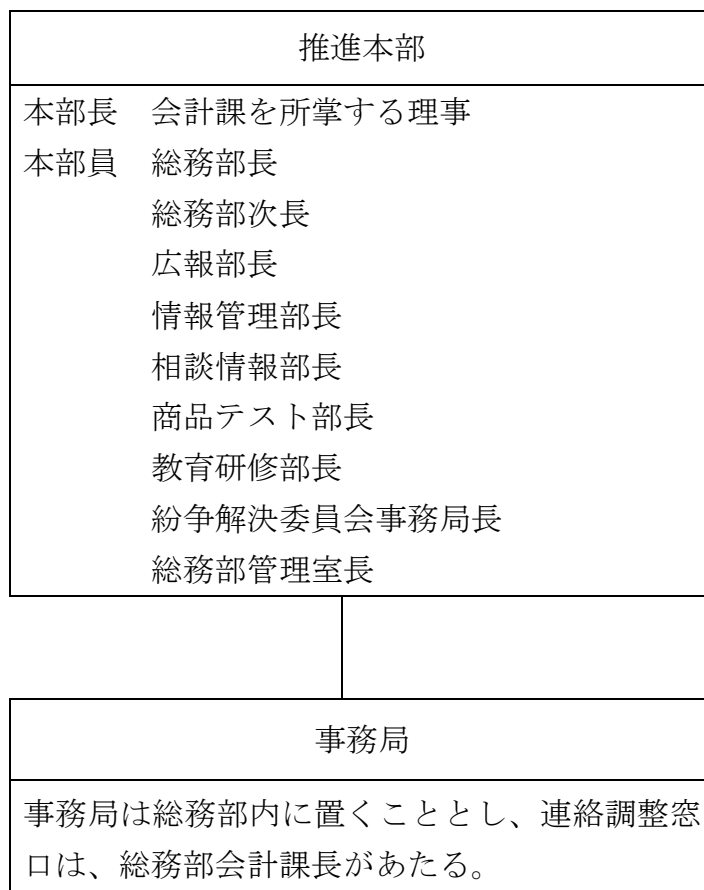 推進本部
本部長　会計課を所掌する理事
本部員　総務部長
総務部次長
広報部長
情報管理部長
相談情報部長
商品テスト部長
教育研修部長
紛争解決委員会事務局長
総務部管理室長
事務局
事務局は総務部内に置くこととし、連絡調整窓
口は、総務部会計課長があたる。